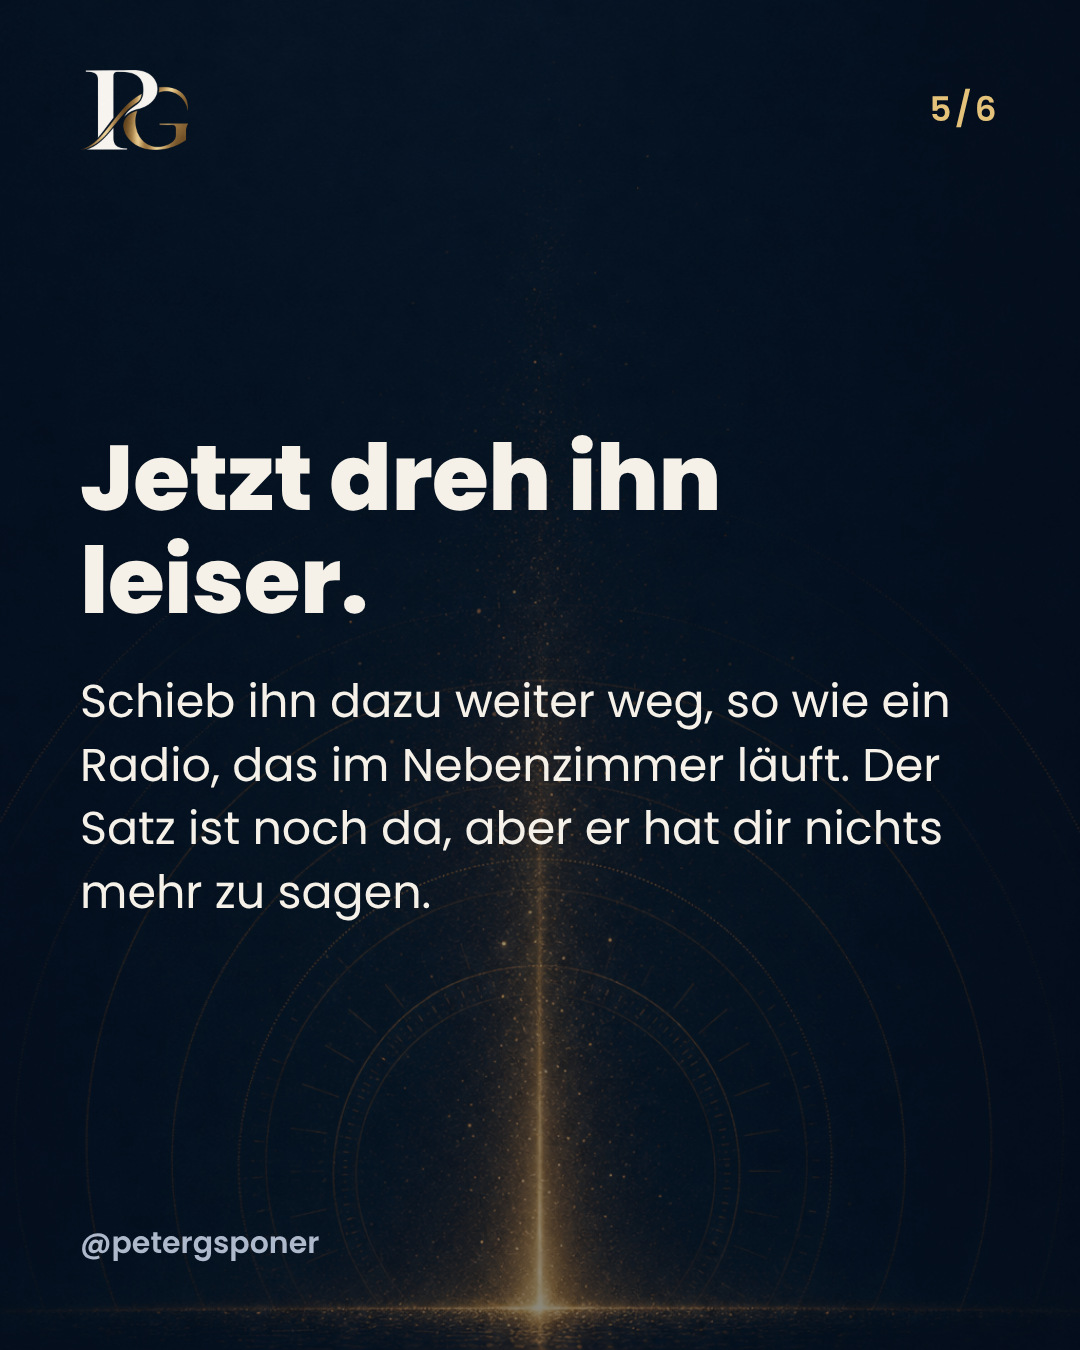 PG
5/6
Jetzt dreh ihn
leiser.
Schieb ihn dazu weiter weg, so wie ein
Radio, das im Nebenzimmer läuft. Der
Satz ist noch da, aber er hat dir nichts
mehr zu sagen.
@petergsponer